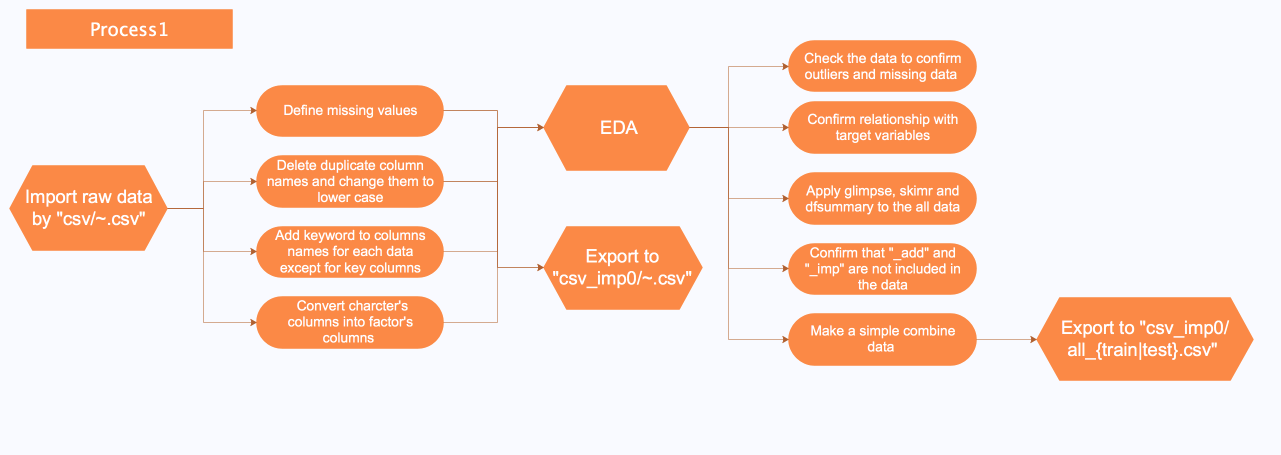 Process1
Import raw data
by "csv/~.csv"
Define missing values
Delete duplicate column
names and change them to
lower case
Add keyword to columns
names for each data
except for key columns
Convert charcter's
columns into factor's
columns
EDA
Export to
"csv_imp0/~.csv"
Check the data to confirm
outliers and missing data
Confirm relationship with
target variables
Apply glimpse, skimr and
dfsummary to the all data
Confirm that "_add" and
"_imp" are not included in
the data
Make a simple combine
data
Export to "csv_imp0/
all_{train|test}.csv"